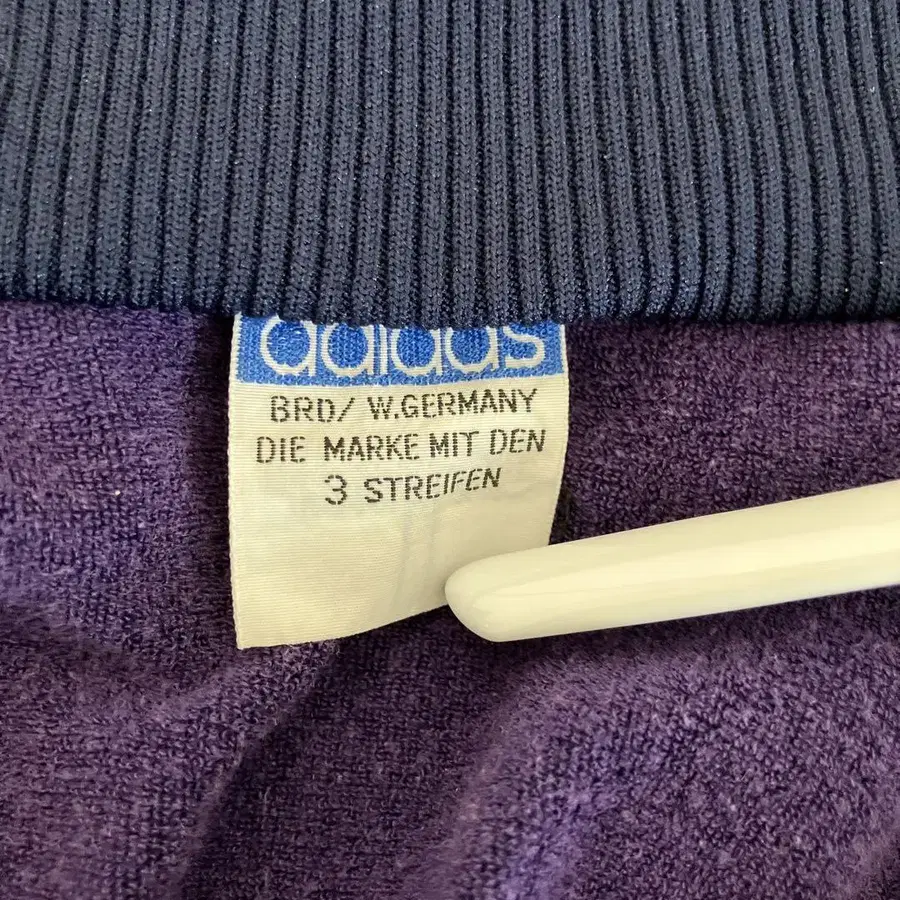 adidas
BRD/ W.GERMANY
DIE MARKE MIT DEN
3 STREIFEN